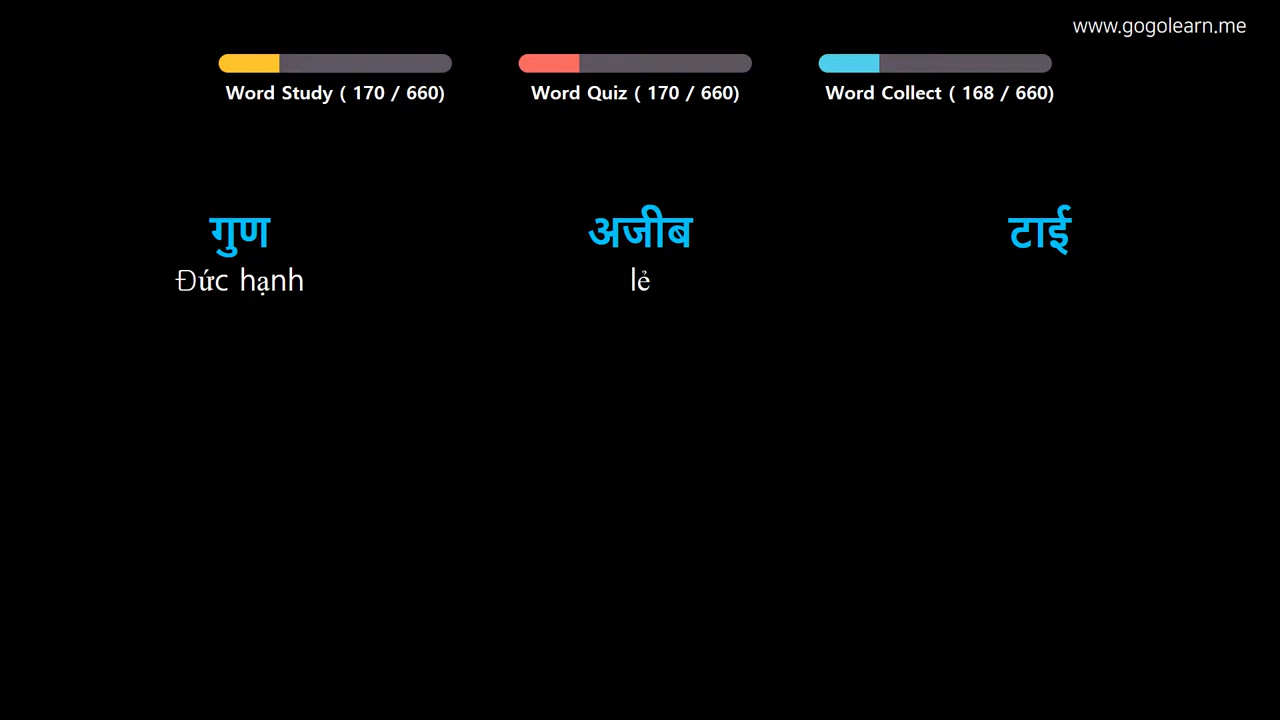 www.gogolearn.me
Word Study ( 170 / 660)
Word Quiz ( 170 / 660)
Word Collect ( 168 / 660)
गुण
अजीब
टाई
Đức hạnh
lẻ